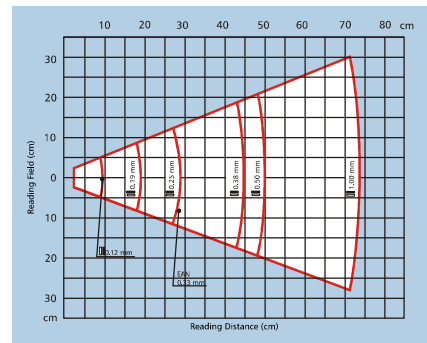 10 20 30 40 50 60 70 80 cm
30
20
10
0
10
20
30
cm
Reading Field (cm)
0.19 mm
0.25 mm
0.38 mm
0.50 mm
1.00 mm
0.12 mm
EAN
0.33 mm
Reading Distance (cm)